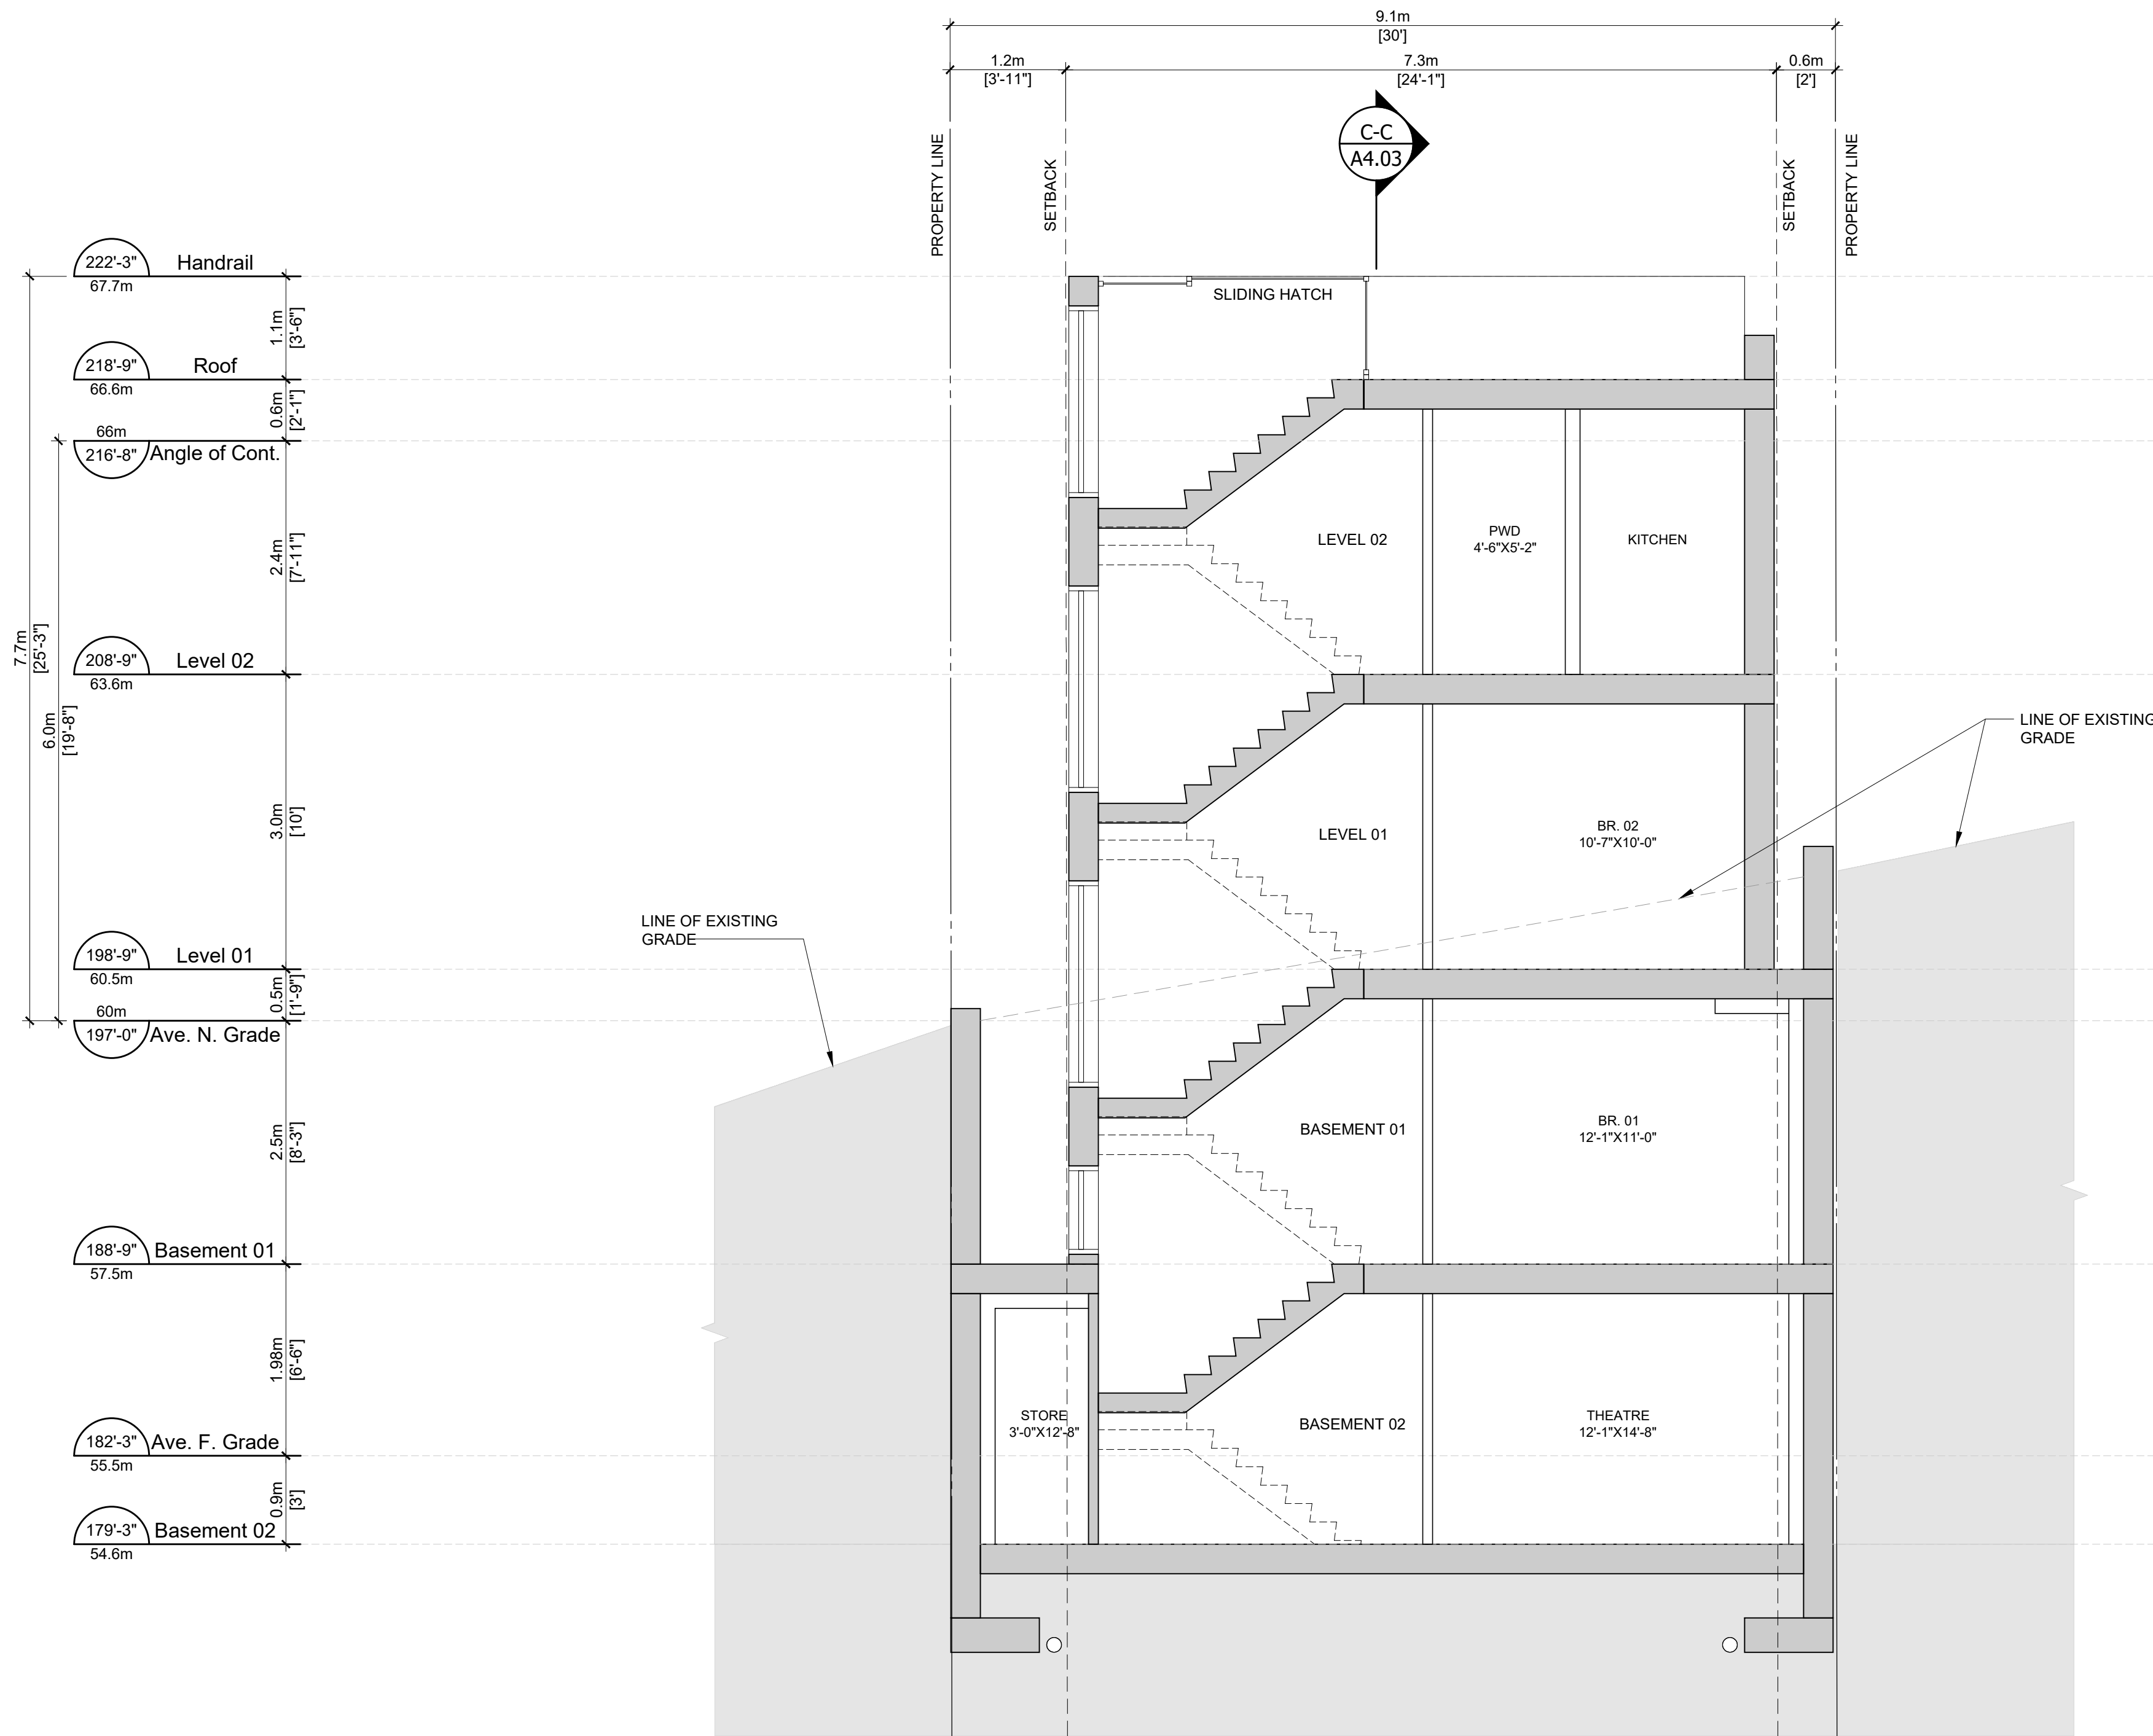 9.1m
[30']
1.2m
[3'-11"]
7.3m
[24'-1"]
0.6m
[2']
PROPERTY LINE
SETBACK
C-C
A4.03
SETBACK
PROPERTY LINE
222'-3"
Handrail
67.7m
SLIDING HATCH
1.1m
[3'-6"]
218'-9"
Roof
66.6m
0.6m
[2'-1"]
66m
216'-8"
Angle of Cont.
2.4m
[7'-11"]
LEVEL 02
PWD
4'-6"X5'-2"
KITCHEN
7.7m
[25'-3"]
6.0m
[19'-8"]
208'-9"
Level 02
63.6m
LINE OF EXISTING
GRADE
3.0m
[10']
LEVEL 01
BR. 02
10'-7"X10'-0"
LINE OF EXISTING
GRADE
198'-9"
Level 01
60.5m
0.5m
[1'-9"]
60m
197'-0"
Ave. N. Grade
2.5m
[8'-3"]
BASEMENT 01
BR. 01
12'-1"X11'-0"
188'-9"
Basement 01
57.5m
1.98m
[6'-6"]
STORE
3'-0"X12'-8"
BASEMENT 02
THEATRE
12'-1"X14'-8"
182'-3"
Ave. F. Grade
55.5m
0.9m
[3']
179'-3"
Basement 02
54.6m